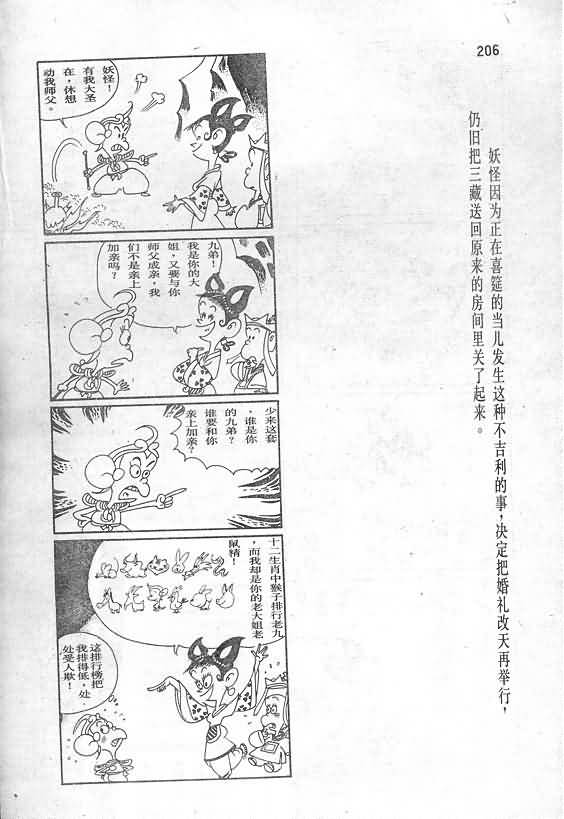 206
妖怪因为正在喜筵的当儿发生这种不吉利的事，决定把婚礼改天再举行，
仍旧把三藏送回原来的房间里关了起来。
妖怪！
有我大圣
在，休想
动我师父。
九弟！
我是你的大
姐，又要与你
师父成亲，我
们不是亲上
加亲吗？
少来这套
，谁是你
的九弟？
谁要和你
亲上加亲？
十二生肖中猴子排行老九
，而我却是你的老大姐老
鼠精！
这排行榜把
我排得低，处
处受人欺！